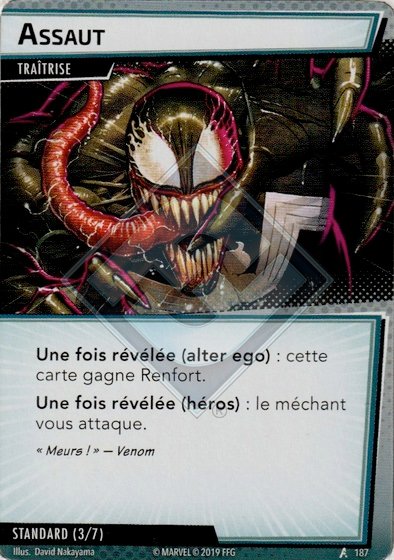 ASSAUT
TRAÎTRISE
Une fois révélée (alter ego) : cette
carte gagne Renfort.
Une fois révélée (héros) : le méchant
vous attaque.
« Meurs ! » – Venom
®
STANDARD (3/7)
Illus. David Nakayama © MARVEL © 2019 FFG 187